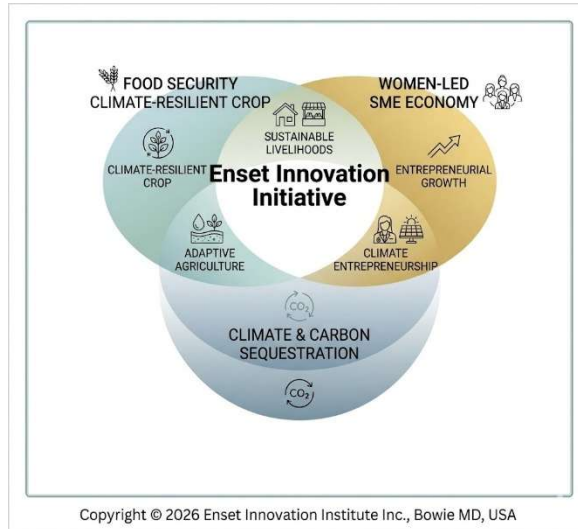 FOOD SECURITY
CLIMATE-RESILIENT CROP
WOMEN-LED
SME ECONOMY
SUSTAINABLE
LIVELIHOODS
CLIMATE-RESILIENT
CROP
Enset Innovation
Initiative
ENTREPRENEURIAL
GROWTH
ADAPTIVE
AGRICULTURE
CLIMATE
ENTREPRENEURSHIP
CO₂
CLIMATE & CARBON
SEQUESTRATION
CO₂
Copyright © 2026 Enset Innovation Institute Inc., Bowie MD, USA